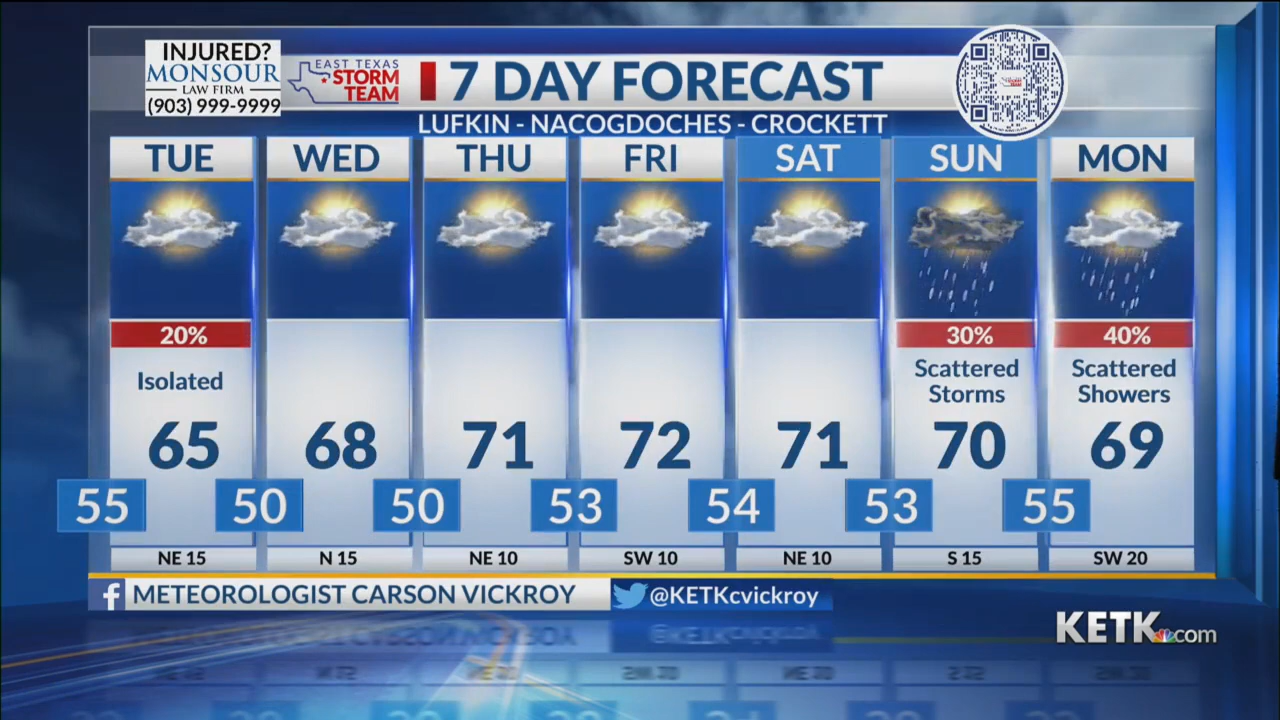 INJURED?
MONSOUR
LAW FIRM
(903) 999-9999
EAST TEXAS
STORM
TEAM
7 DAY FORECAST
LUFKIN - NACOGDOCHES - CROCKETT
TUE WED THU FRI SAT SUN MON
20% 30% 40%
Isolated Scattered Storms Scattered Showers
65 68 71 72 71 70 69
55 50 50 53 54 53 55
NE 15 N 15 NE 10 SW 10 NE 10 S 15 SW 20
f METEOROLOGIST CARSON VICKROY @KETKcvickroy
KETK.com